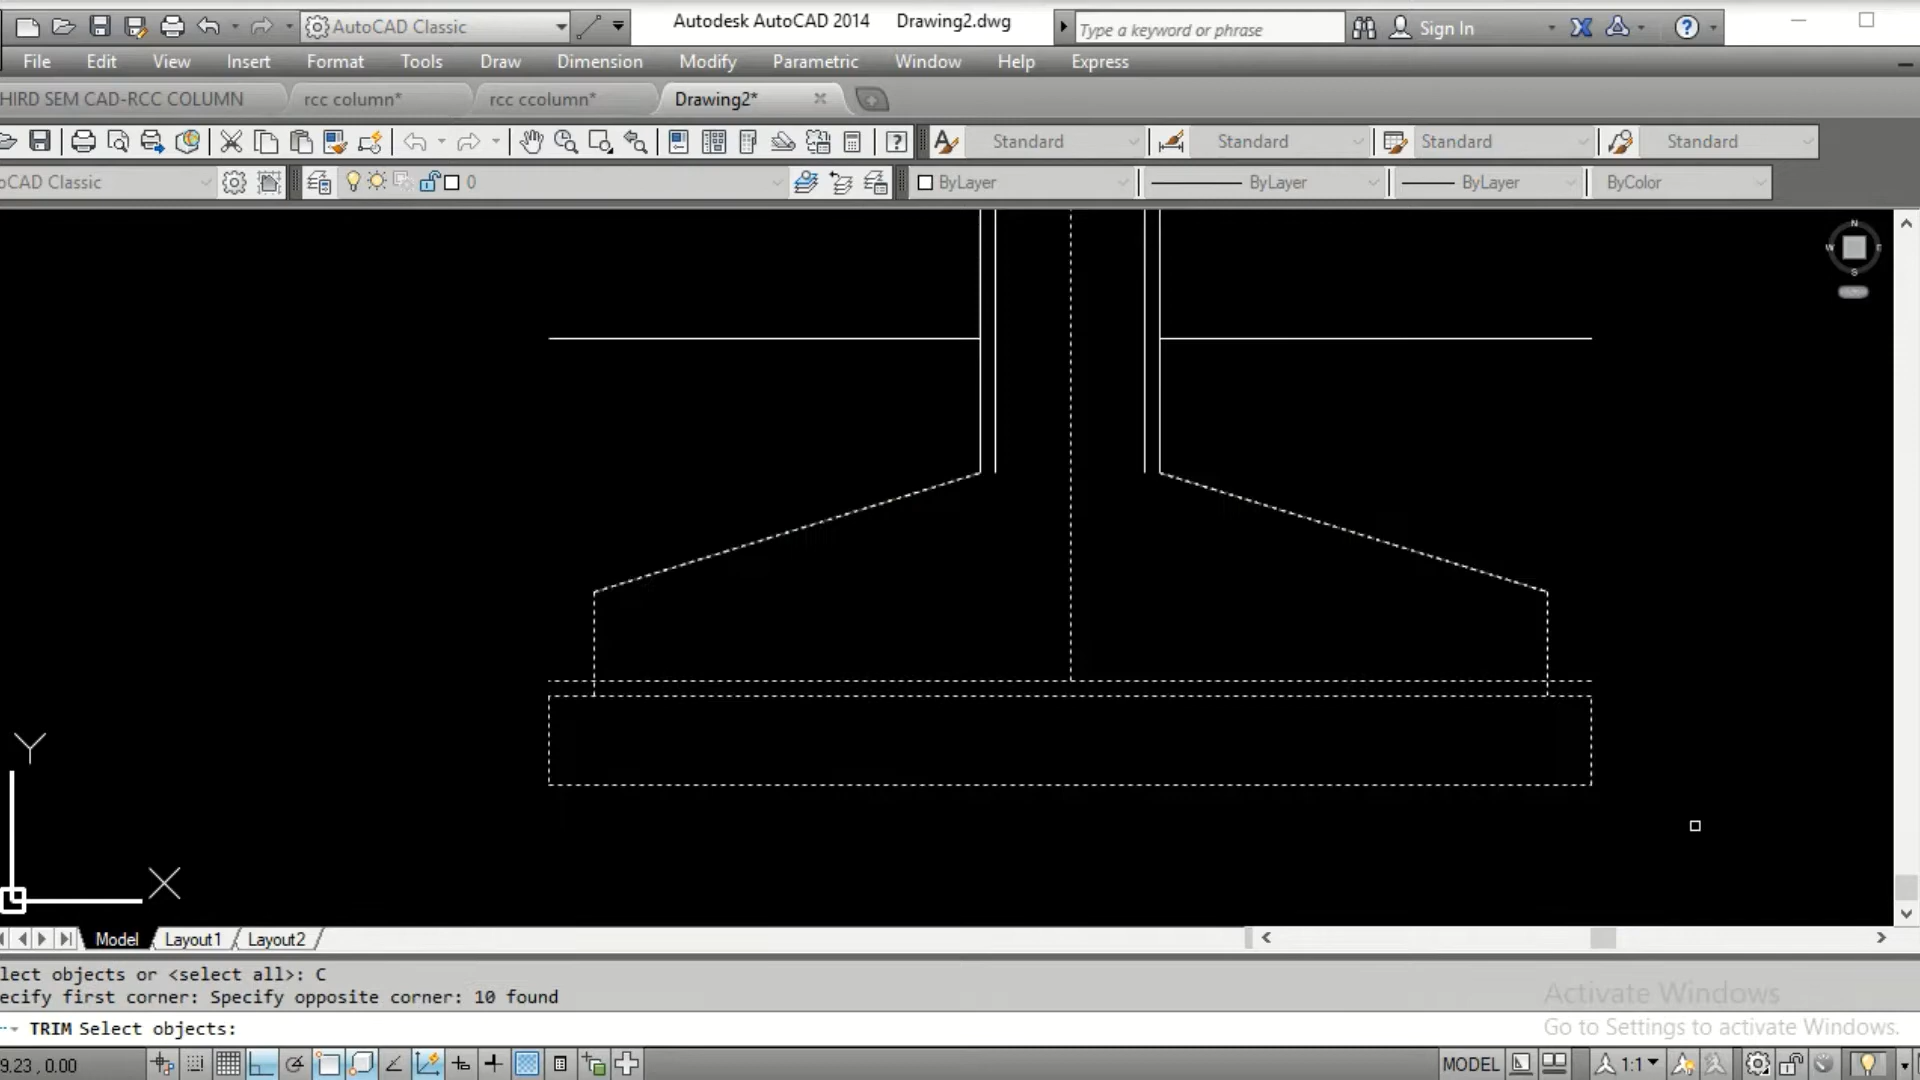 AutoCAD Classic
Autodesk AutoCAD 2014 Drawing2.dwg
Type a keyword or phrase
Sign In
File Edit View Insert Format Tools Draw Dimension Modify Parametric Window Help Express
HIRD SEM CAD-RCC COLUMN rcc column* rcc ccolumn* Drawing2*
Standard Standard Standard Standard
oCAD Classic 0 ByLayer ByLayer ByLayer ByColor
N
W
S
Y
X
Model Layout1 Layout2
lect objects or <select all>: C
ecify first corner: Specify opposite corner: 10 found
TRIM Select objects:
Activate Windows
Go to Settings to activate Windows.
9.23, 0.00 MODEL 1:1